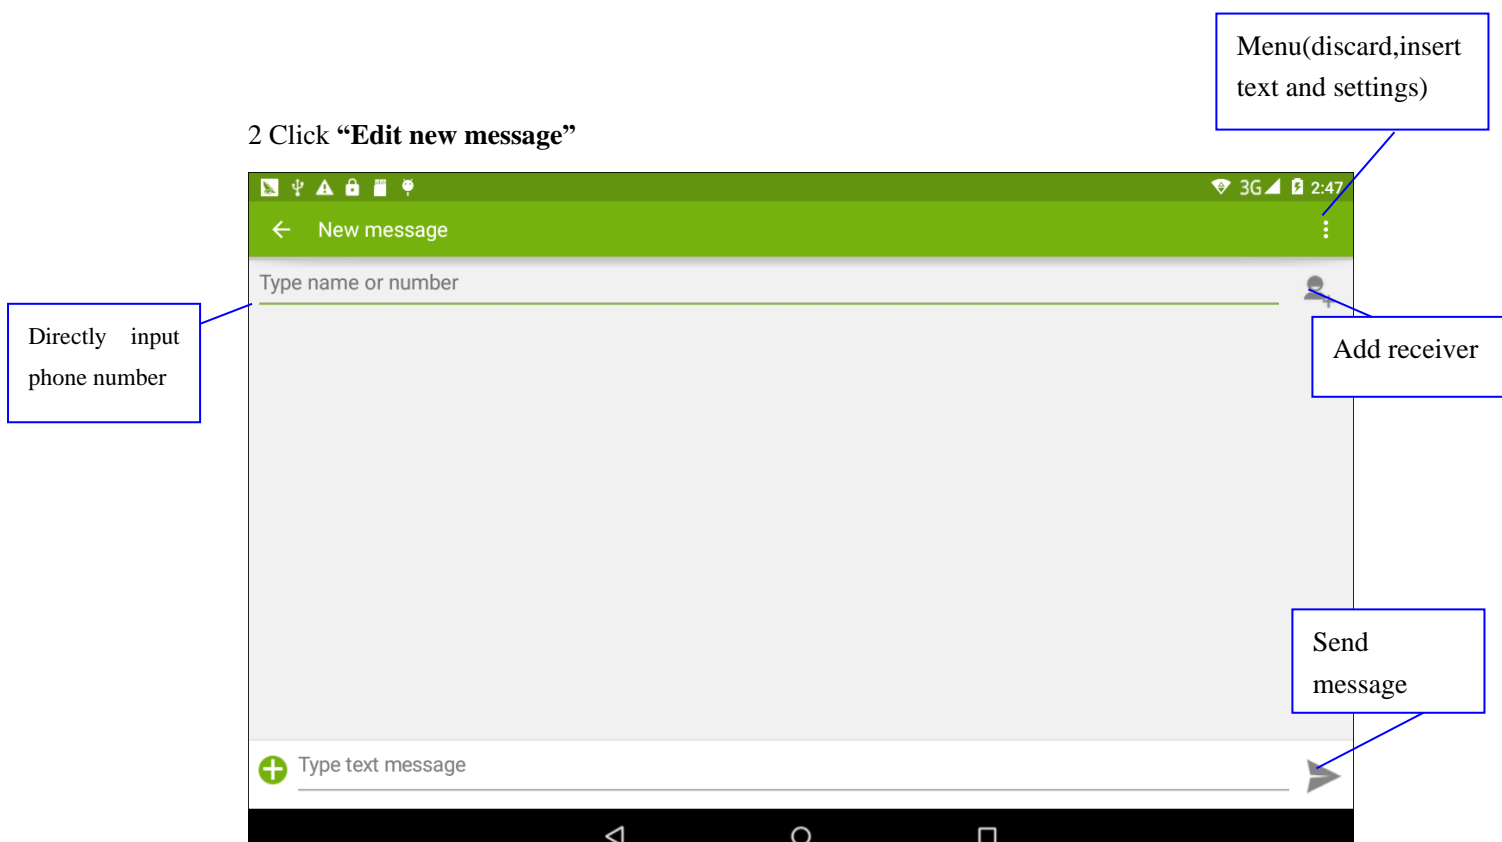 Menu(discard,insert
text and settings)
2 Click “Edit new message”
3G 2:47
New message
Type name or number
Directly input
phone number
Add receiver
Send
message
Type text message